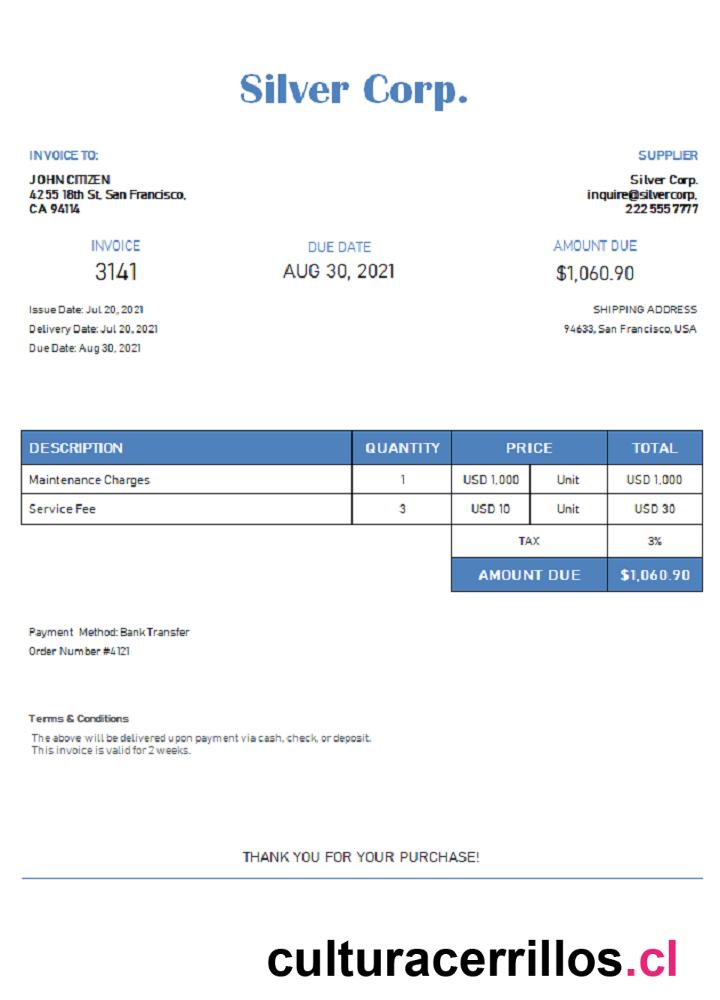 Silver Corp.
INVOICE TO:
SUPPLIER
JOHN CITIZEN
4255 18th St, San Francisco,
CA 94114
Silver Corp.
inquire@silvercorp,
222 555 7777
INVOICE
DUE DATE
AMOUNT DUE
3141
AUG 30, 2021
$1,060.90
Issue Date: Jul 20, 2021
Delivery Date: Jul 20, 2021
Due Date: Aug 30, 2021
SHIPPING ADDRESS
94633, San Francisco, USA
DESCRIPTION QUANTITY PRICE TOTAL
Maintenance Charges 1 USD 1,000 Unit USD 1,000
Service Fee 3 USD 10 Unit USD 30
TAX 3%
AMOUNT DUE $1,060.90
Payment Method: Bank Transfer
Order Number #4121
Terms & Conditions
The above will be delivered upon payment via cash, check, or deposit.
This invoice is valid for 2 weeks.
THANK YOU FOR YOUR PURCHASE!
culturacerrillos.cl